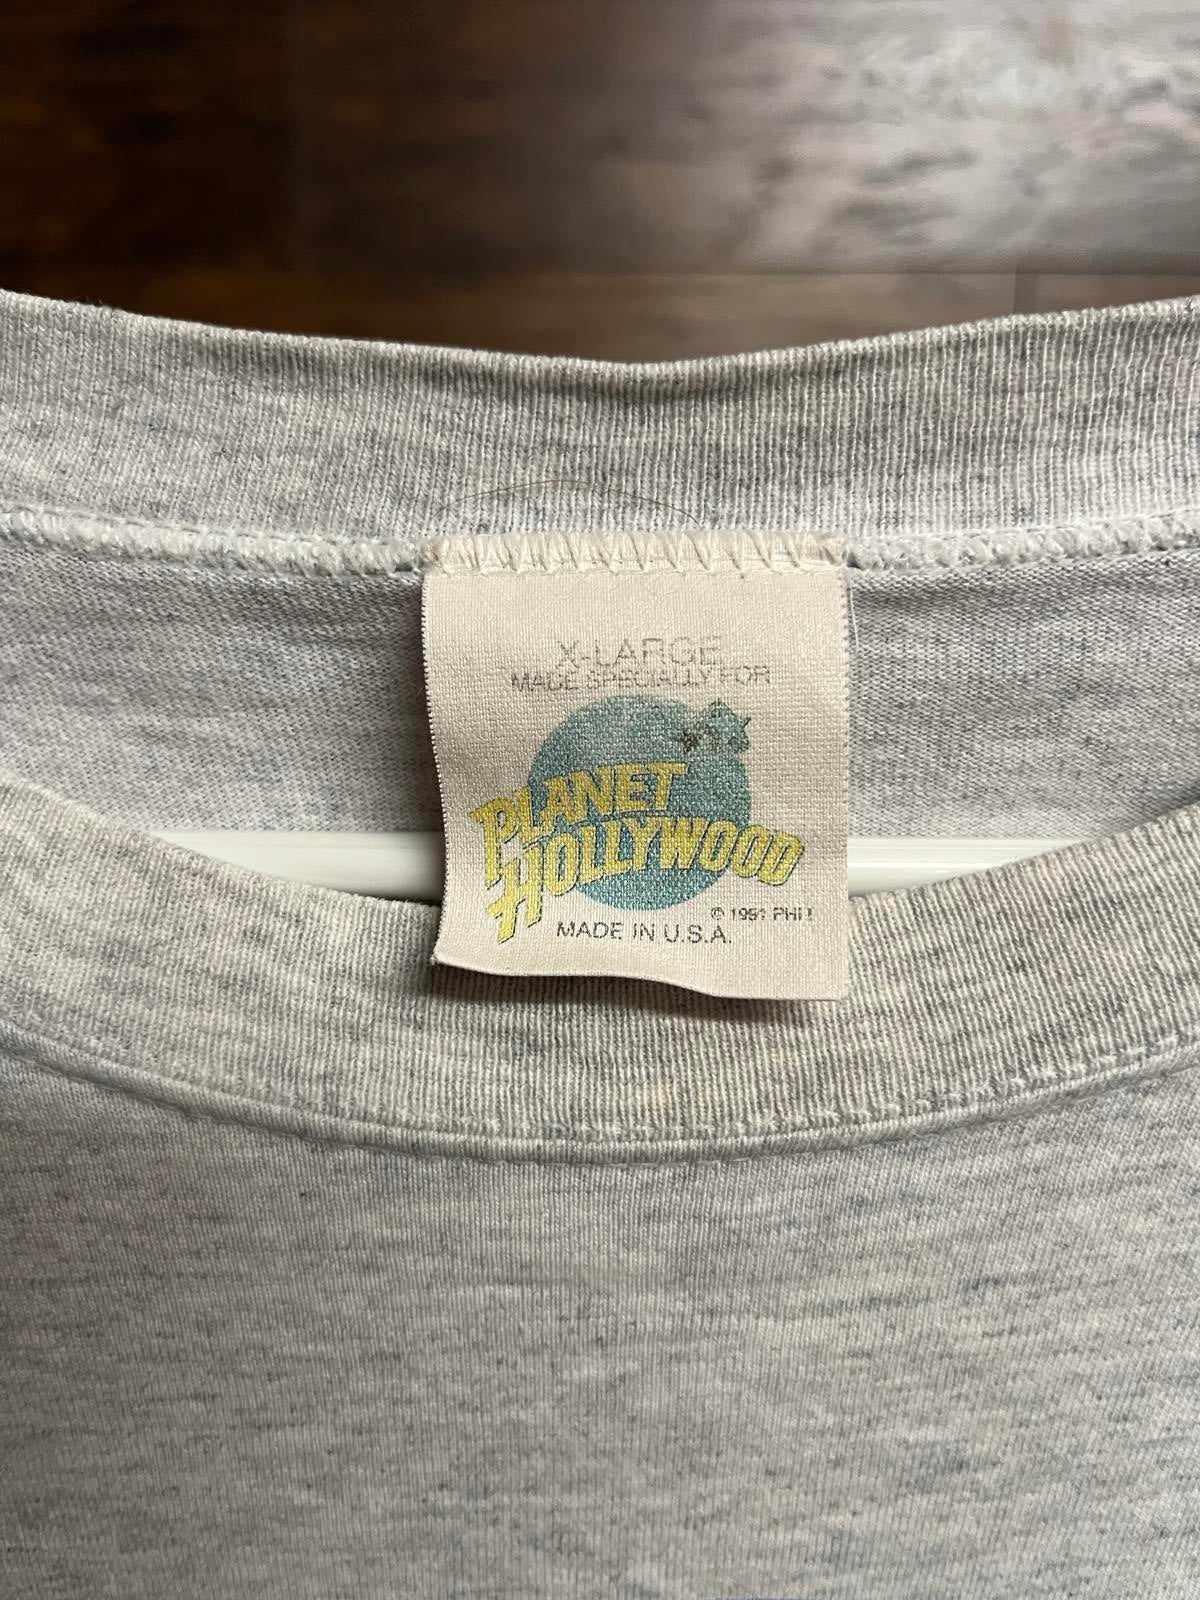 X-LARGE
MADE SPECIALLY FOR
PLANET
HOLLYWOOD
© 1991 PHI
MADE IN U.S.A.